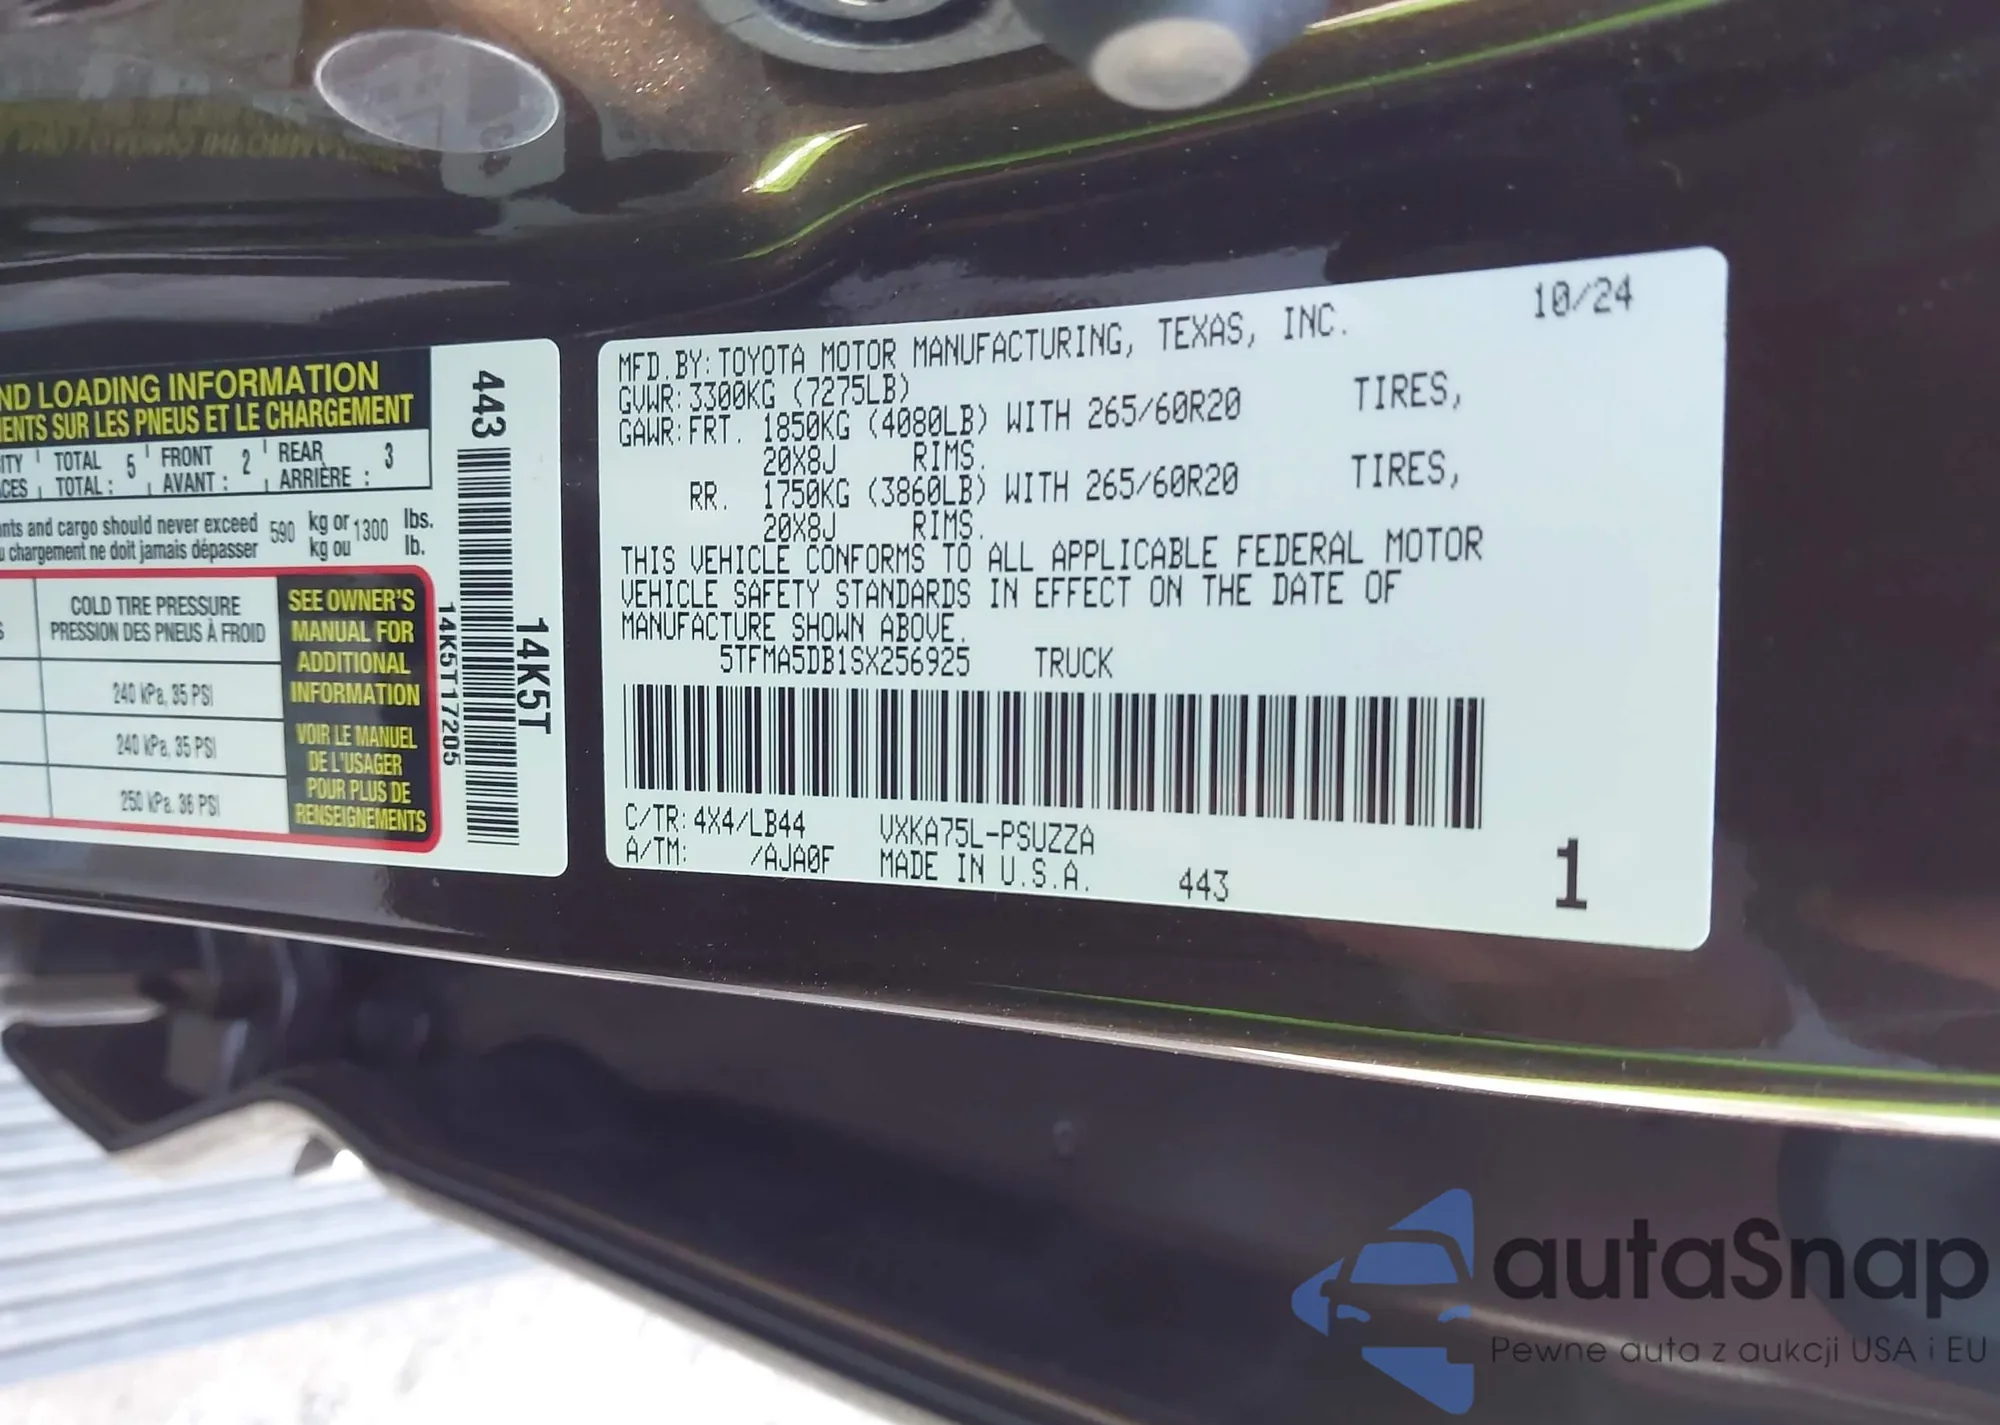 ND LOADING INFORMATION
MENTS SUR LES PNEUS ET LE CHARGEMENT
TOTAL 5 FRONT 2 REAR 3
TOTAL : AVANT : ARRIÈRE :
and cargo should never exceed 590 kg or 1300 lbs.
chargement ne doit jamais dépasser kg ou lb.
COLD TIRE PRESSURE
PRESSION DES PNEUS À FROID
240 kPa, 35 PSI
240 kPa, 35 PSI
250 kPa, 36 PSI
SEE OWNER'S
MANUAL FOR
ADDITIONAL
INFORMATION
VOIR LE MANUEL
DE L'USAGER
POUR PLUS DE
RENSEIGNEMENTS
443
14K5T17205
14K5T
10/24
MFD.BY:TOYOTA MOTOR MANUFACTURING, TEXAS, INC.
GVWR:3300KG (7275LB)
GAWR:FRT. 1850KG (4080LB) WITH 265/60R20 TIRES,
20X8J RIMS.
RR. 1750KG (3860LB) WITH 265/60R20 TIRES,
20X8J RIMS.
THIS VEHICLE CONFORMS TO ALL APPLICABLE FEDERAL MOTOR
VEHICLE SAFETY STANDARDS IN EFFECT ON THE DATE OF
MANUFACTURE SHOWN ABOVE.
5TFMA5DB1SX256925 TRUCK
C/TR:4X4/LB44 VXKA75L-PSUZZA
A/TM: /AJA0F MADE IN U.S.A. 443
1
autaSnap
Pewne auta z aukcji USA i EU